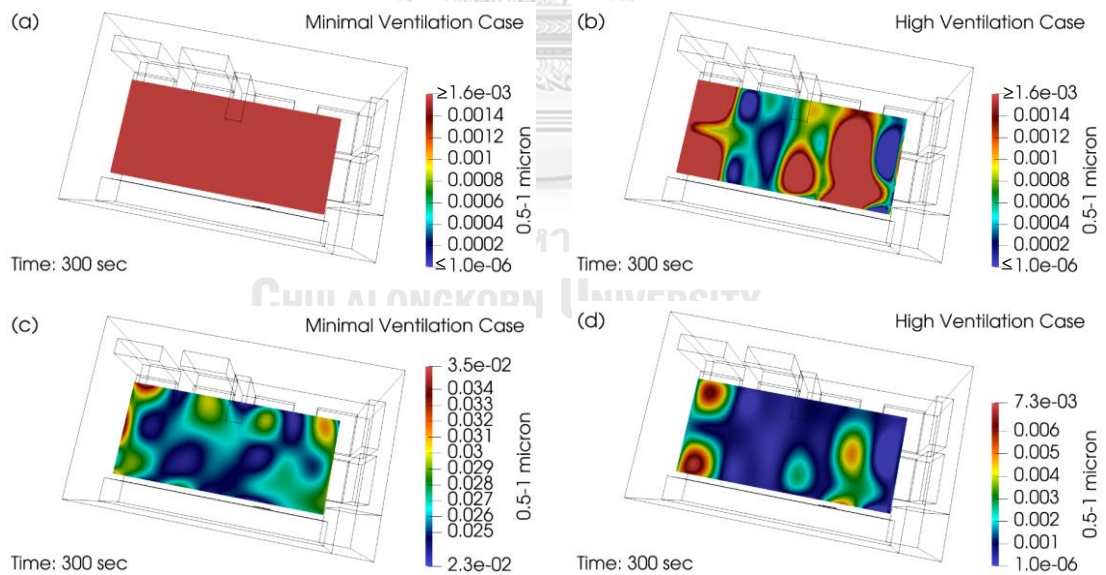 (a)
Minimal Ventilation Case
≥1.6e-03
0.0014
0.0012
0.001
0.0008
0.0006
0.0004
0.0002
≤1.0e-06
0.5-1 micron
Time: 300 sec
(b)
High Ventilation Case
≥1.6e-03
0.0014
0.0012
0.001
0.0008
0.0006
0.0004
0.0002
≤1.0e-06
0.5-1 micron
Time: 300 sec
CHULALONGKORN UNIVERSITY
(c)
Minimal Ventilation Case
3.5e-02
0.034
0.033
0.032
0.031
0.030
0.029
0.028
0.027
0.026
0.025
2.3e-02
0.5-1 micron
Time: 300 sec
(d)
High Ventilation Case
7.3e-03
0.006
0.005
0.004
0.003
0.002
0.001
1.0e-06
0.5-1 micron
Time: 300 sec